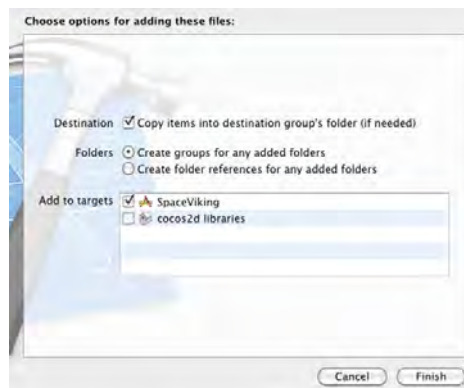 Choose options for adding these files:
Destination Copy items into destination group's folder (if needed)
Folders Create groups for any added folders
Create folder references for any added folders
Add to targets SpaceViking
cocos2d libraries
Cancel Finish